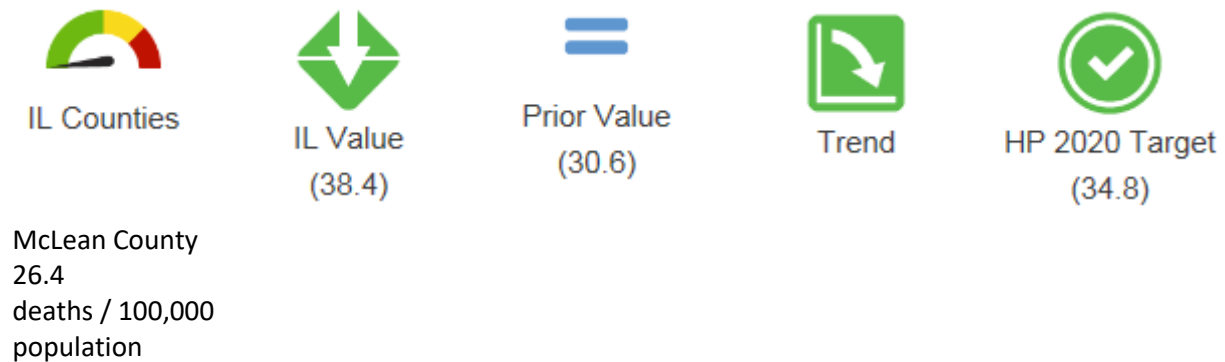 IL Counties
IL Value
(38.4)
Prior Value
(30.6)
Trend
HP 2020 Target
(34.8)
McLean County
26.4
deaths / 100,000
population